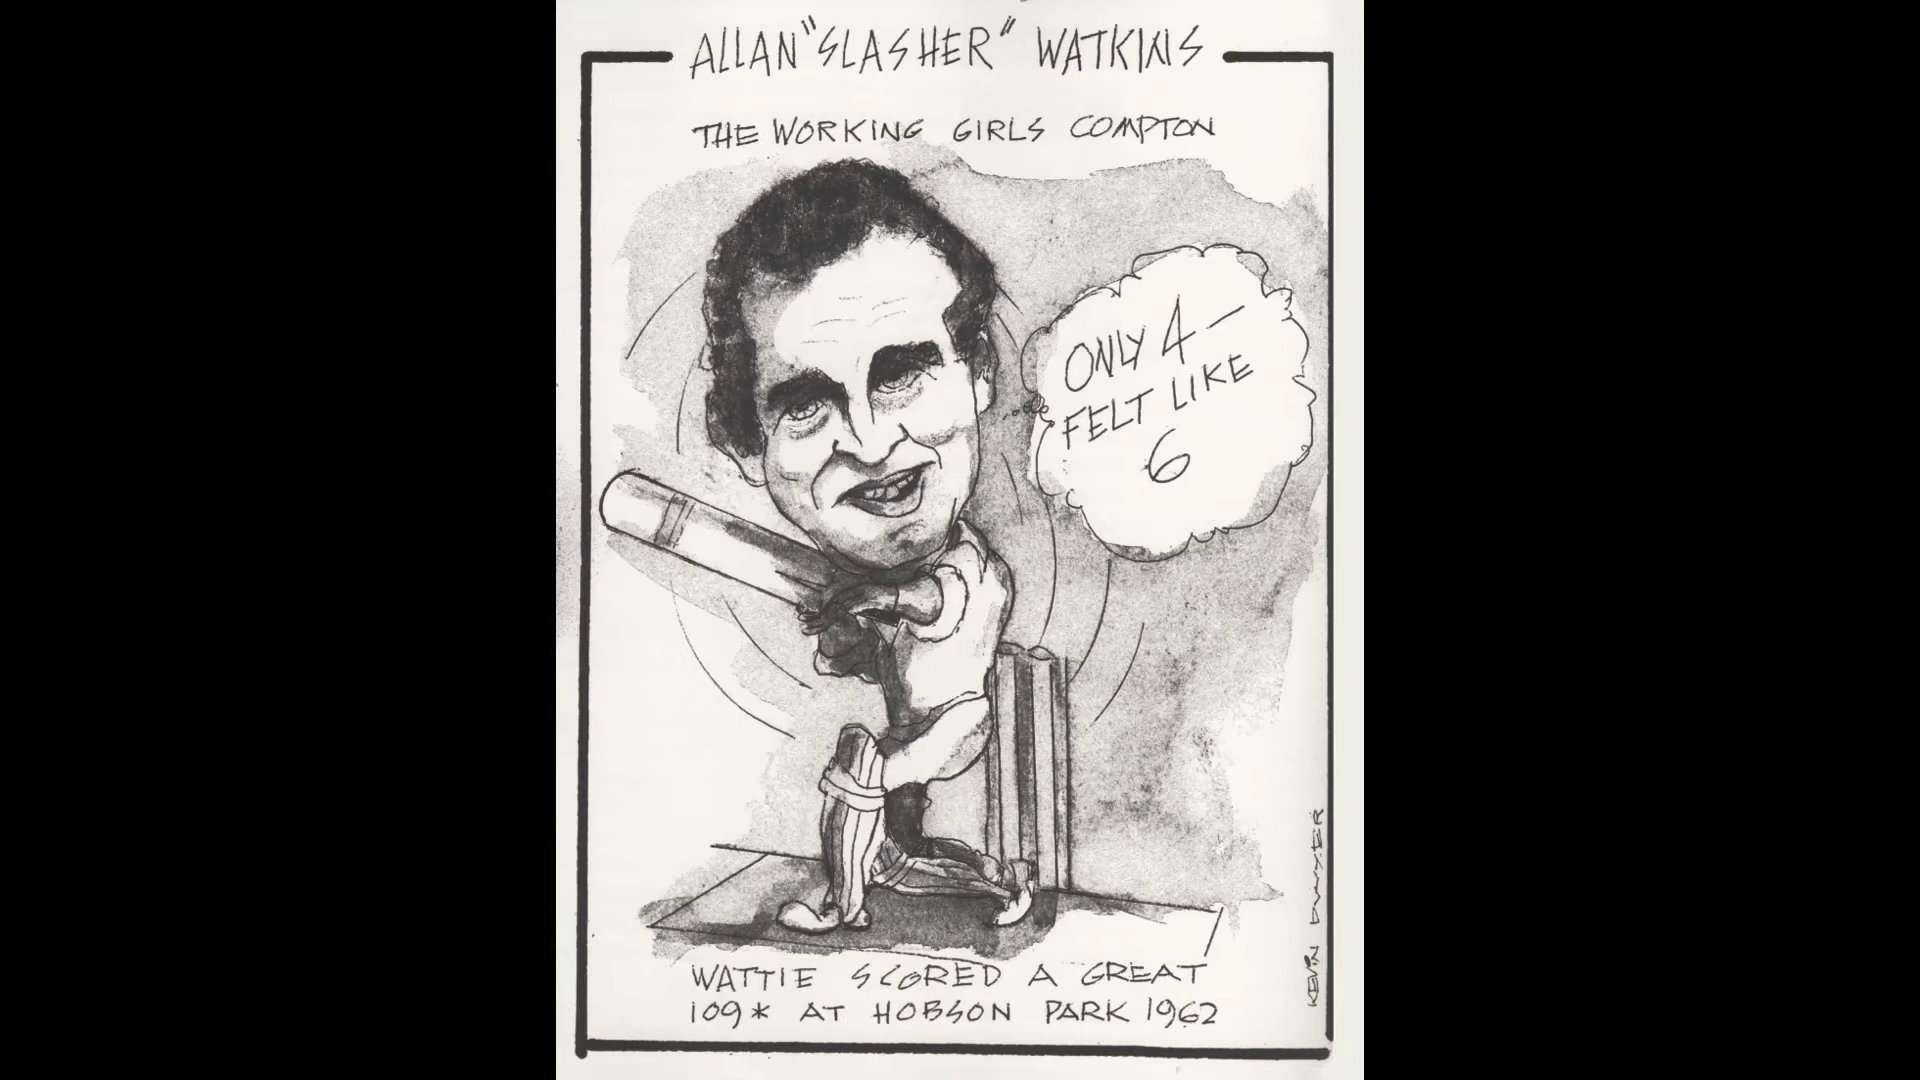 ALLAN "SLASHER" WATKINS
THE WORKING GIRLS COMPTON
ONLY 4 —
FELT LIKE
6
WATTIE SCORED A GREAT
109* AT HOBSON PARK 1962
KEVIN